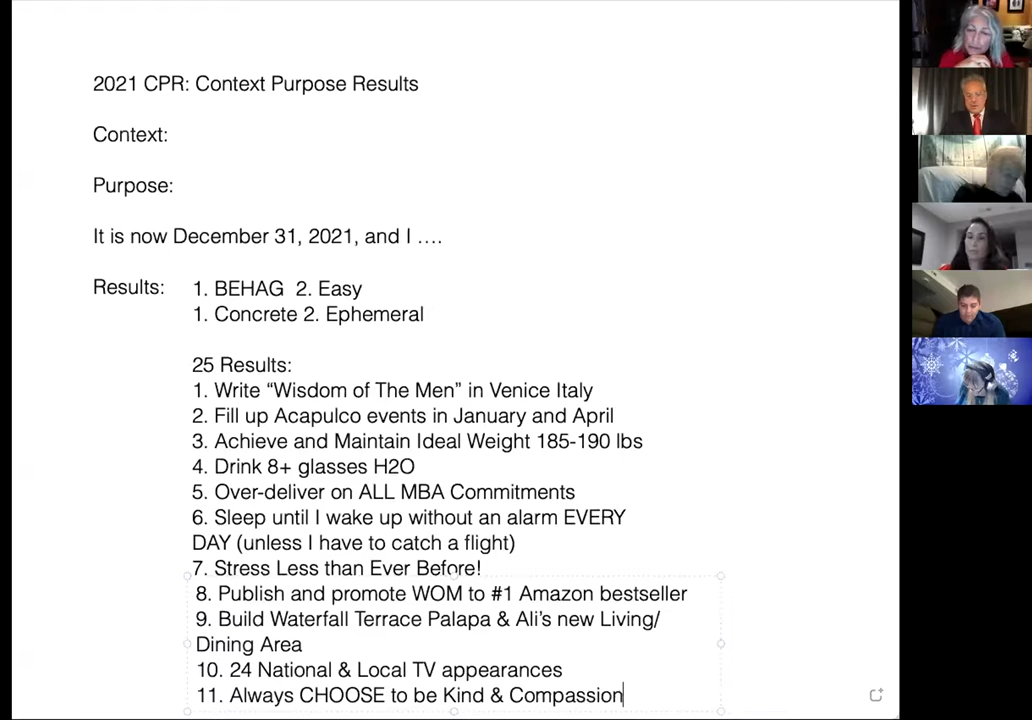 2021 CPR: Context Purpose Results
Context:
Purpose:
It is now December 31, 2021, and I ....
Results: 1. BEHAG 2. Easy
1. Concrete 2. Ephemeral
25 Results:
1. Write “Wisdom of The Men” in Venice Italy
2. Fill up Acapulco events in January and April
3. Achieve and Maintain Ideal Weight 185-190 lbs
4. Drink 8+ glasses H2O
5. Over-deliver on ALL MBA Commitments
6. Sleep until I wake up without an alarm EVERY
DAY (unless I have to catch a flight)
7. Stress Less than Ever Before!
8. Publish and promote WOM to #1 Amazon bestseller
9. Build Waterfall Terrace Palapa & Ali’s new Living/
Dining Area
10. 24 National & Local TV appearances
11. Always CHOOSE to be Kind & Compassion